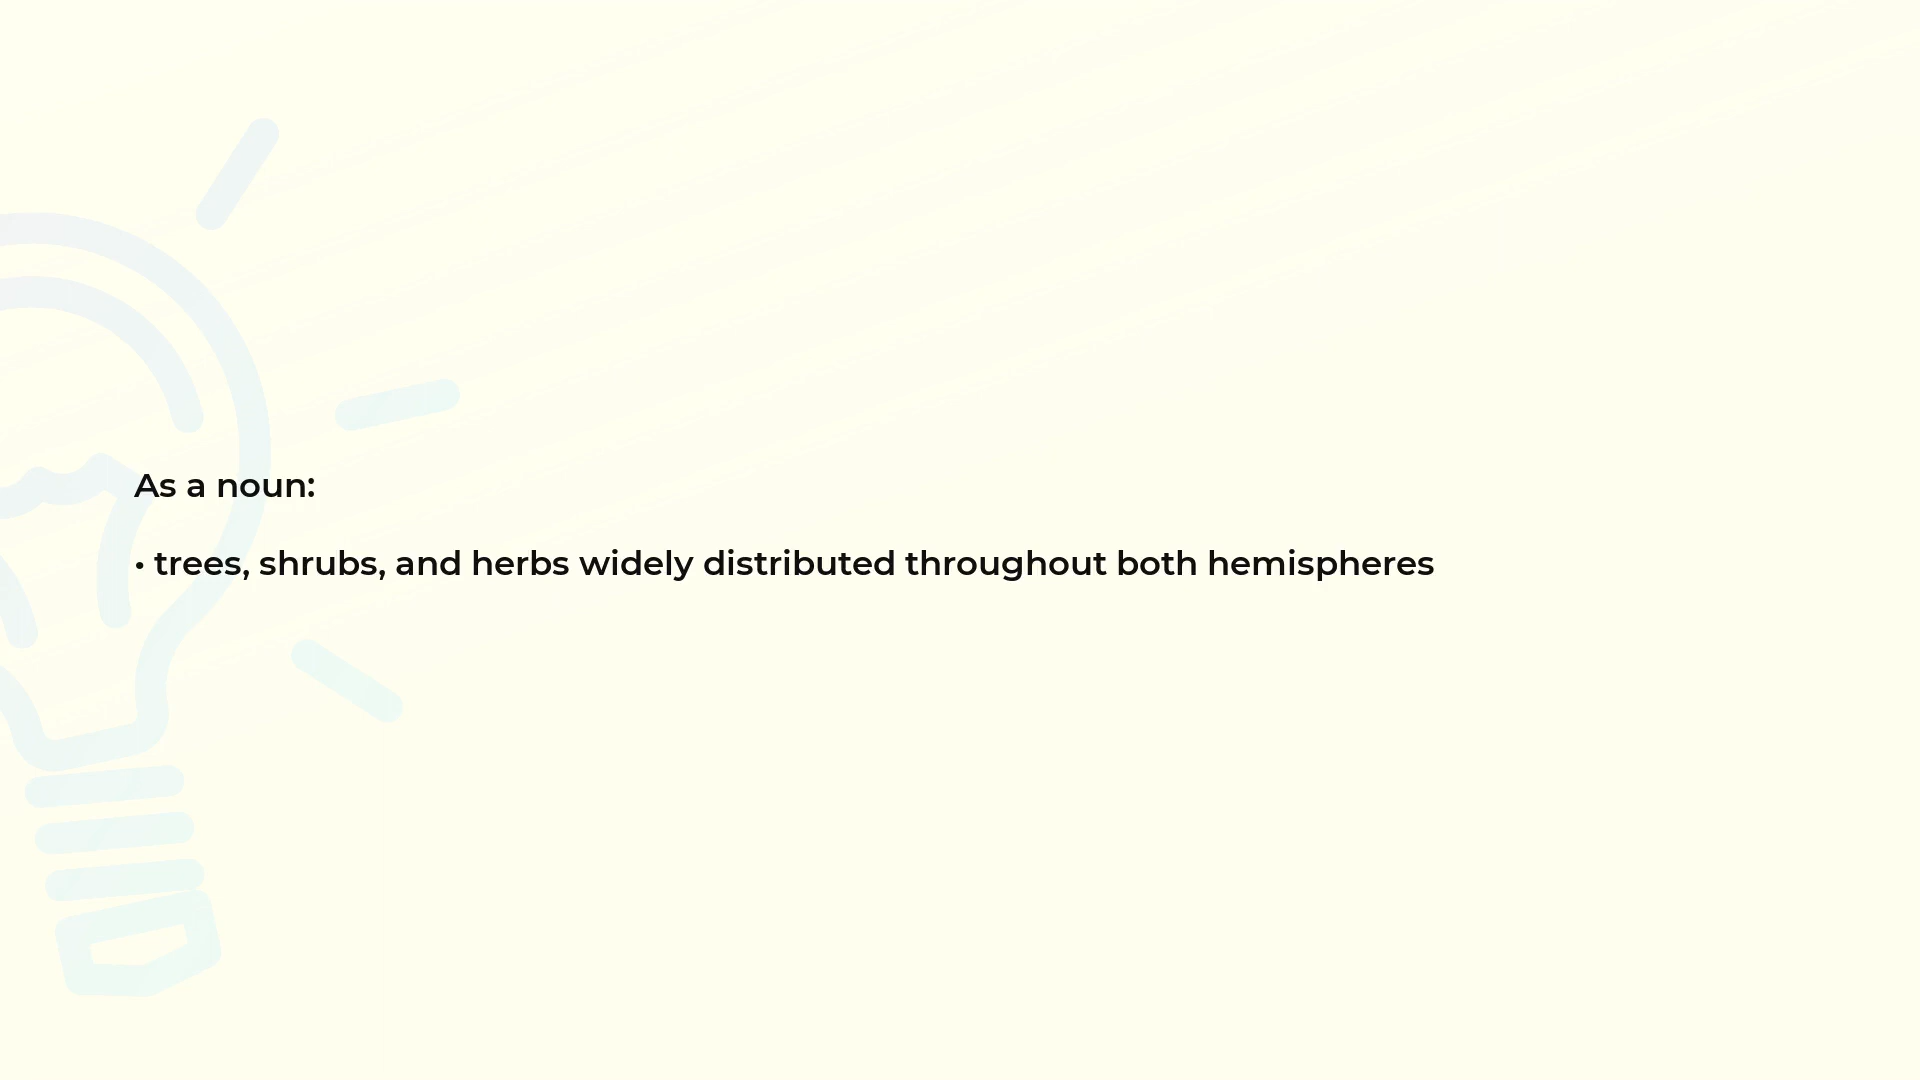 As a noun:
• trees, shrubs, and herbs widely distributed throughout both hemispheres